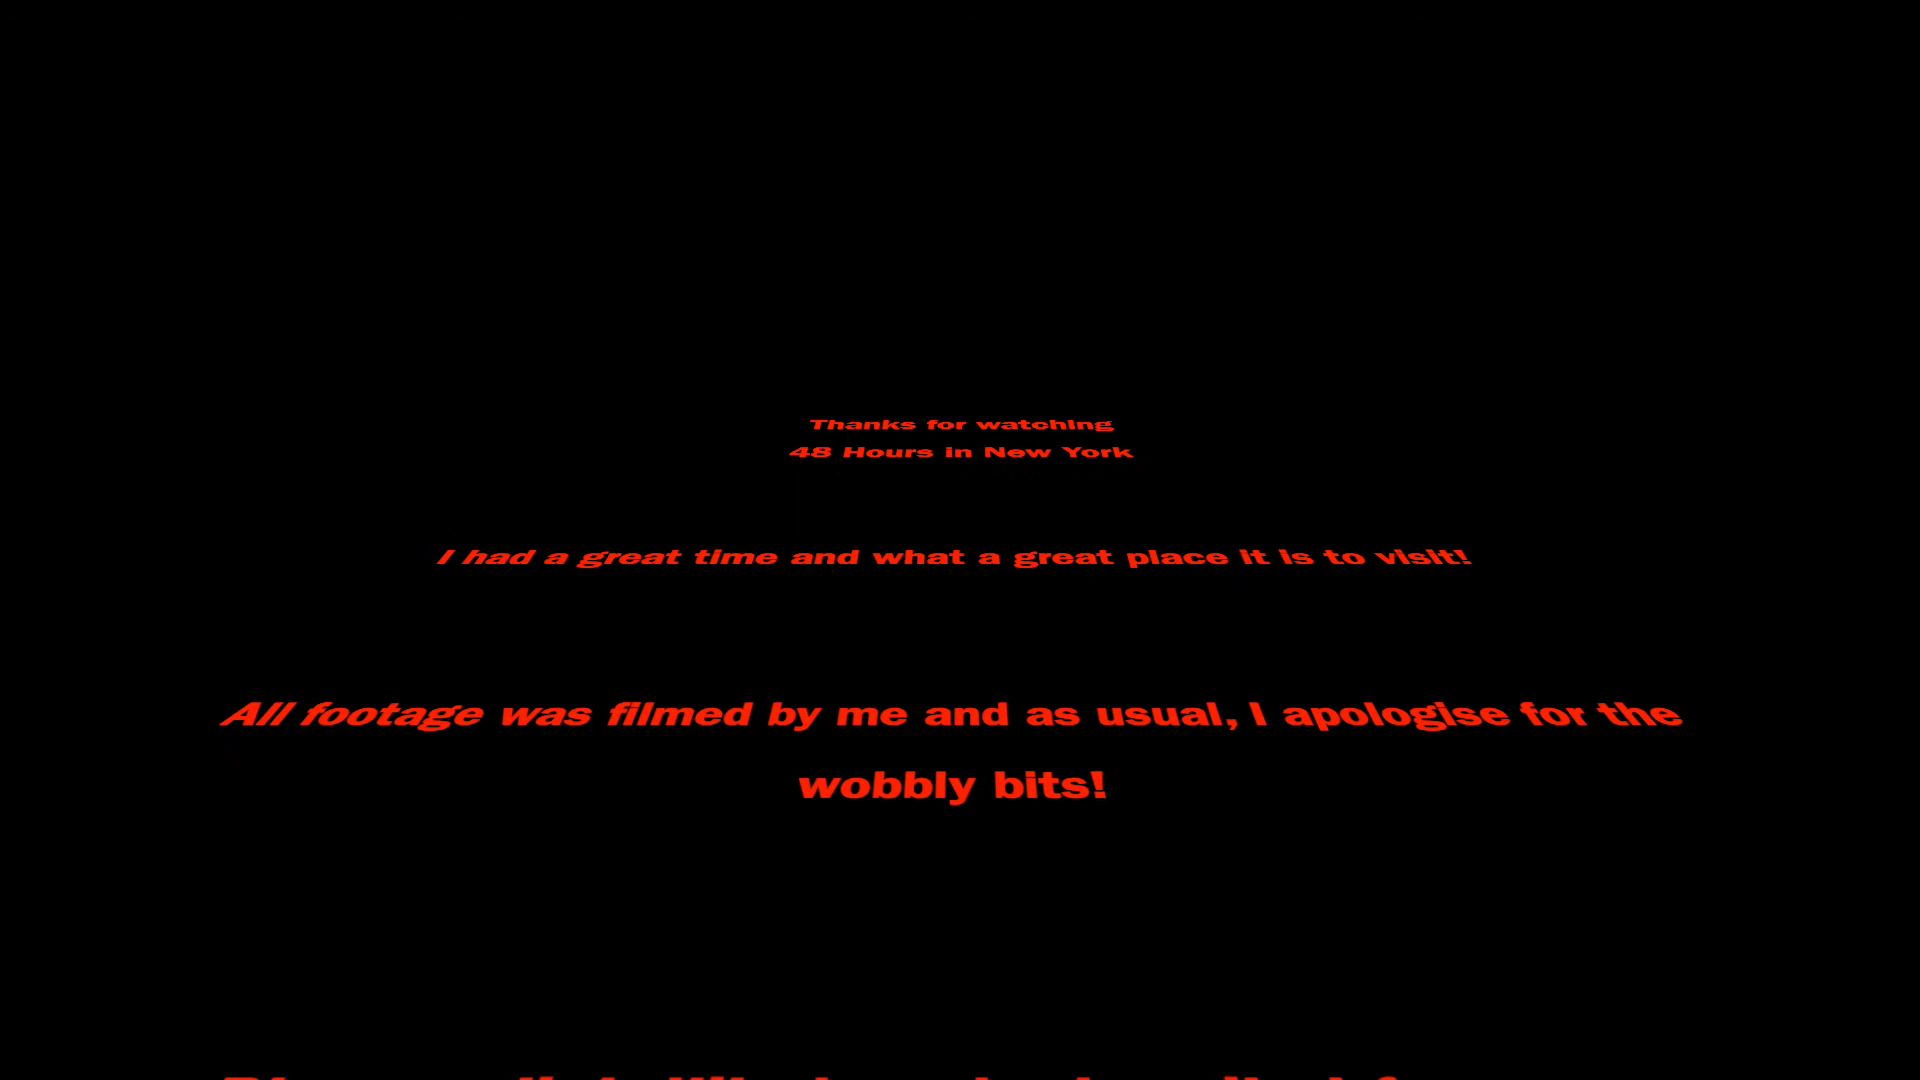 Thanks for watching
48 Hours in New York
I had a great time and what a great place it is to visit!
All footage was filmed by me and as usual, I apologise for the
wobbly bits!